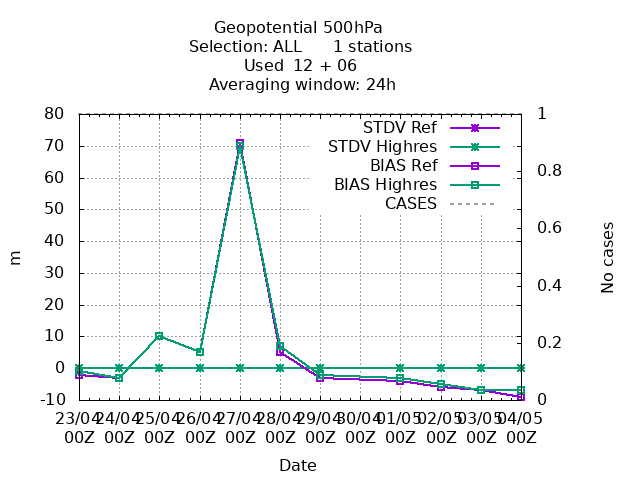 Geopotential 500hPa
Selection: ALL 1 stations
Used 12 + 06
Averaging window: 24h
80
70
60
50
40
30
20
10
0
-10
m
1
0.8
0.6
0.4
0.2
0
No cases
STDV Ref
STDV Highres
BIAS Ref
BIAS Highres
CASES
23/04 24/04 25/04 26/04 27/04 28/04 29/04 30/04 01/05 02/05 03/05 04/05
00Z 00Z 00Z 00Z 00Z 00Z 00Z 00Z 00Z 00Z 00Z 00Z
Date